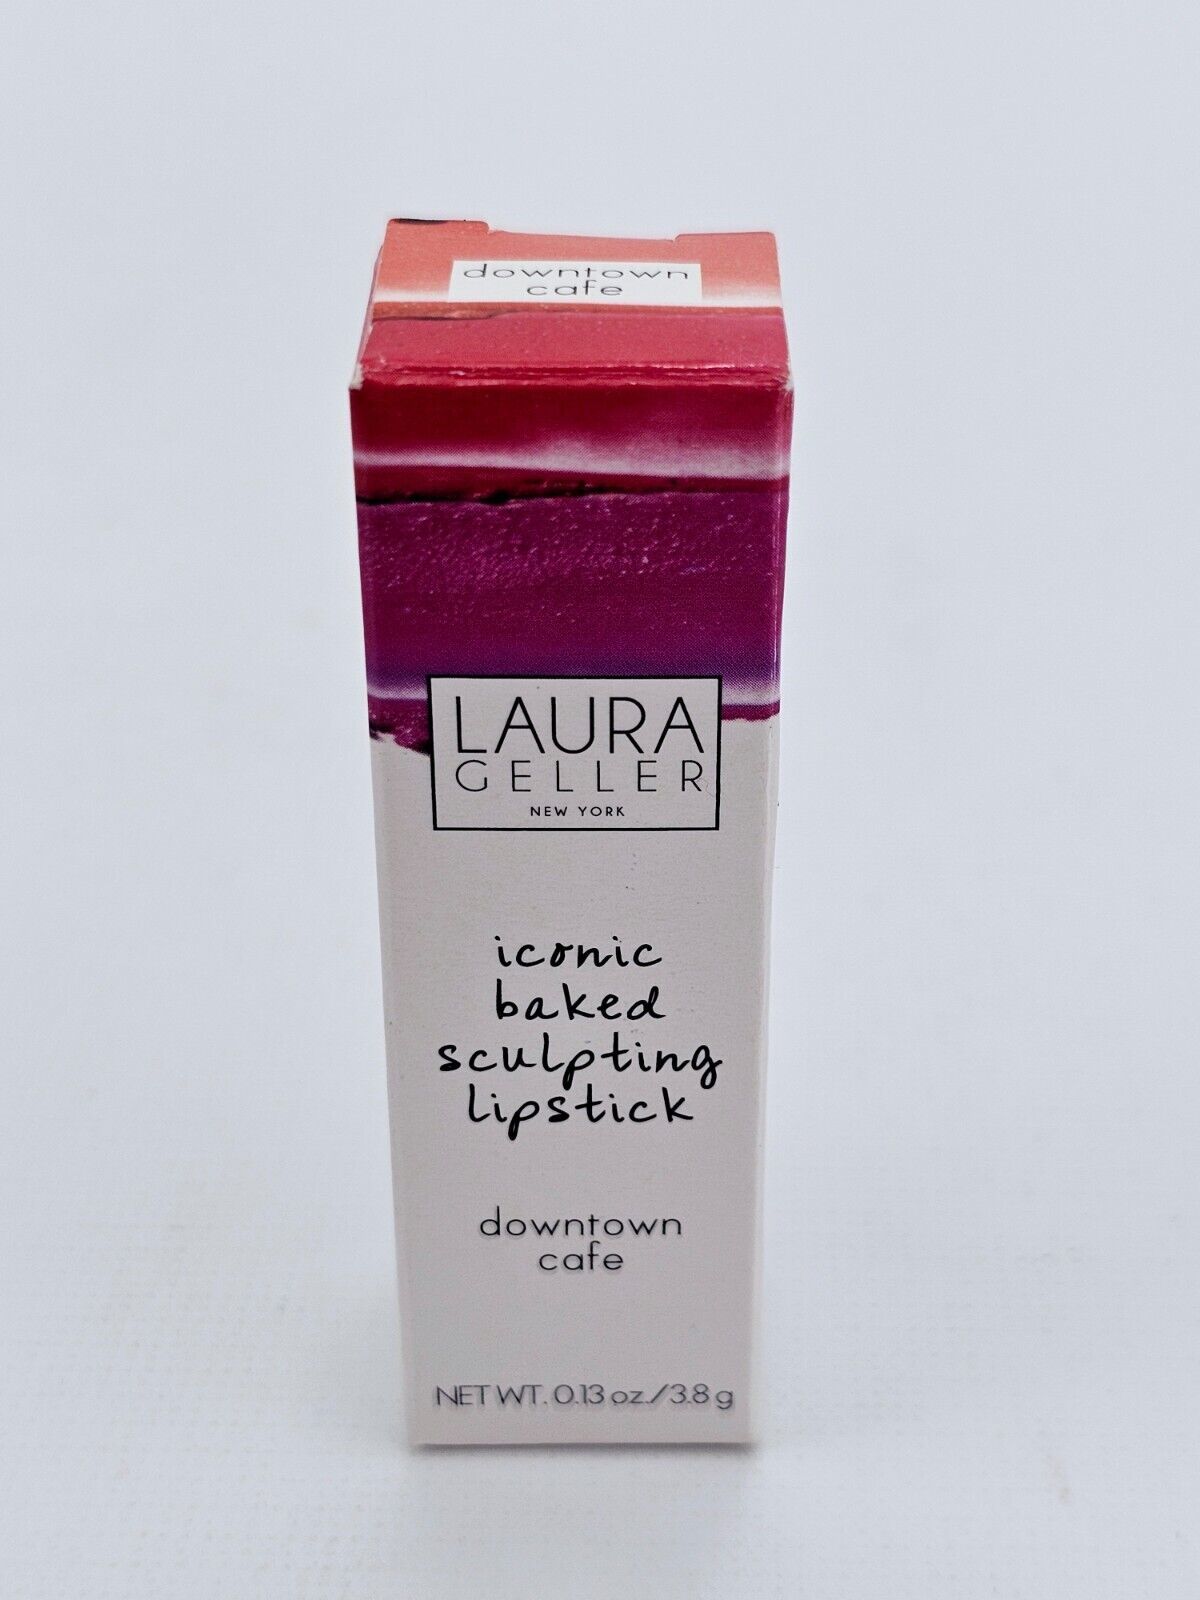 downtown
cafe
LAURA
GELLER
NEW YORK
iconic
baked
sculpting
lipstick
downtown
cafe
NET WT. 0.13 oz./3.8 g